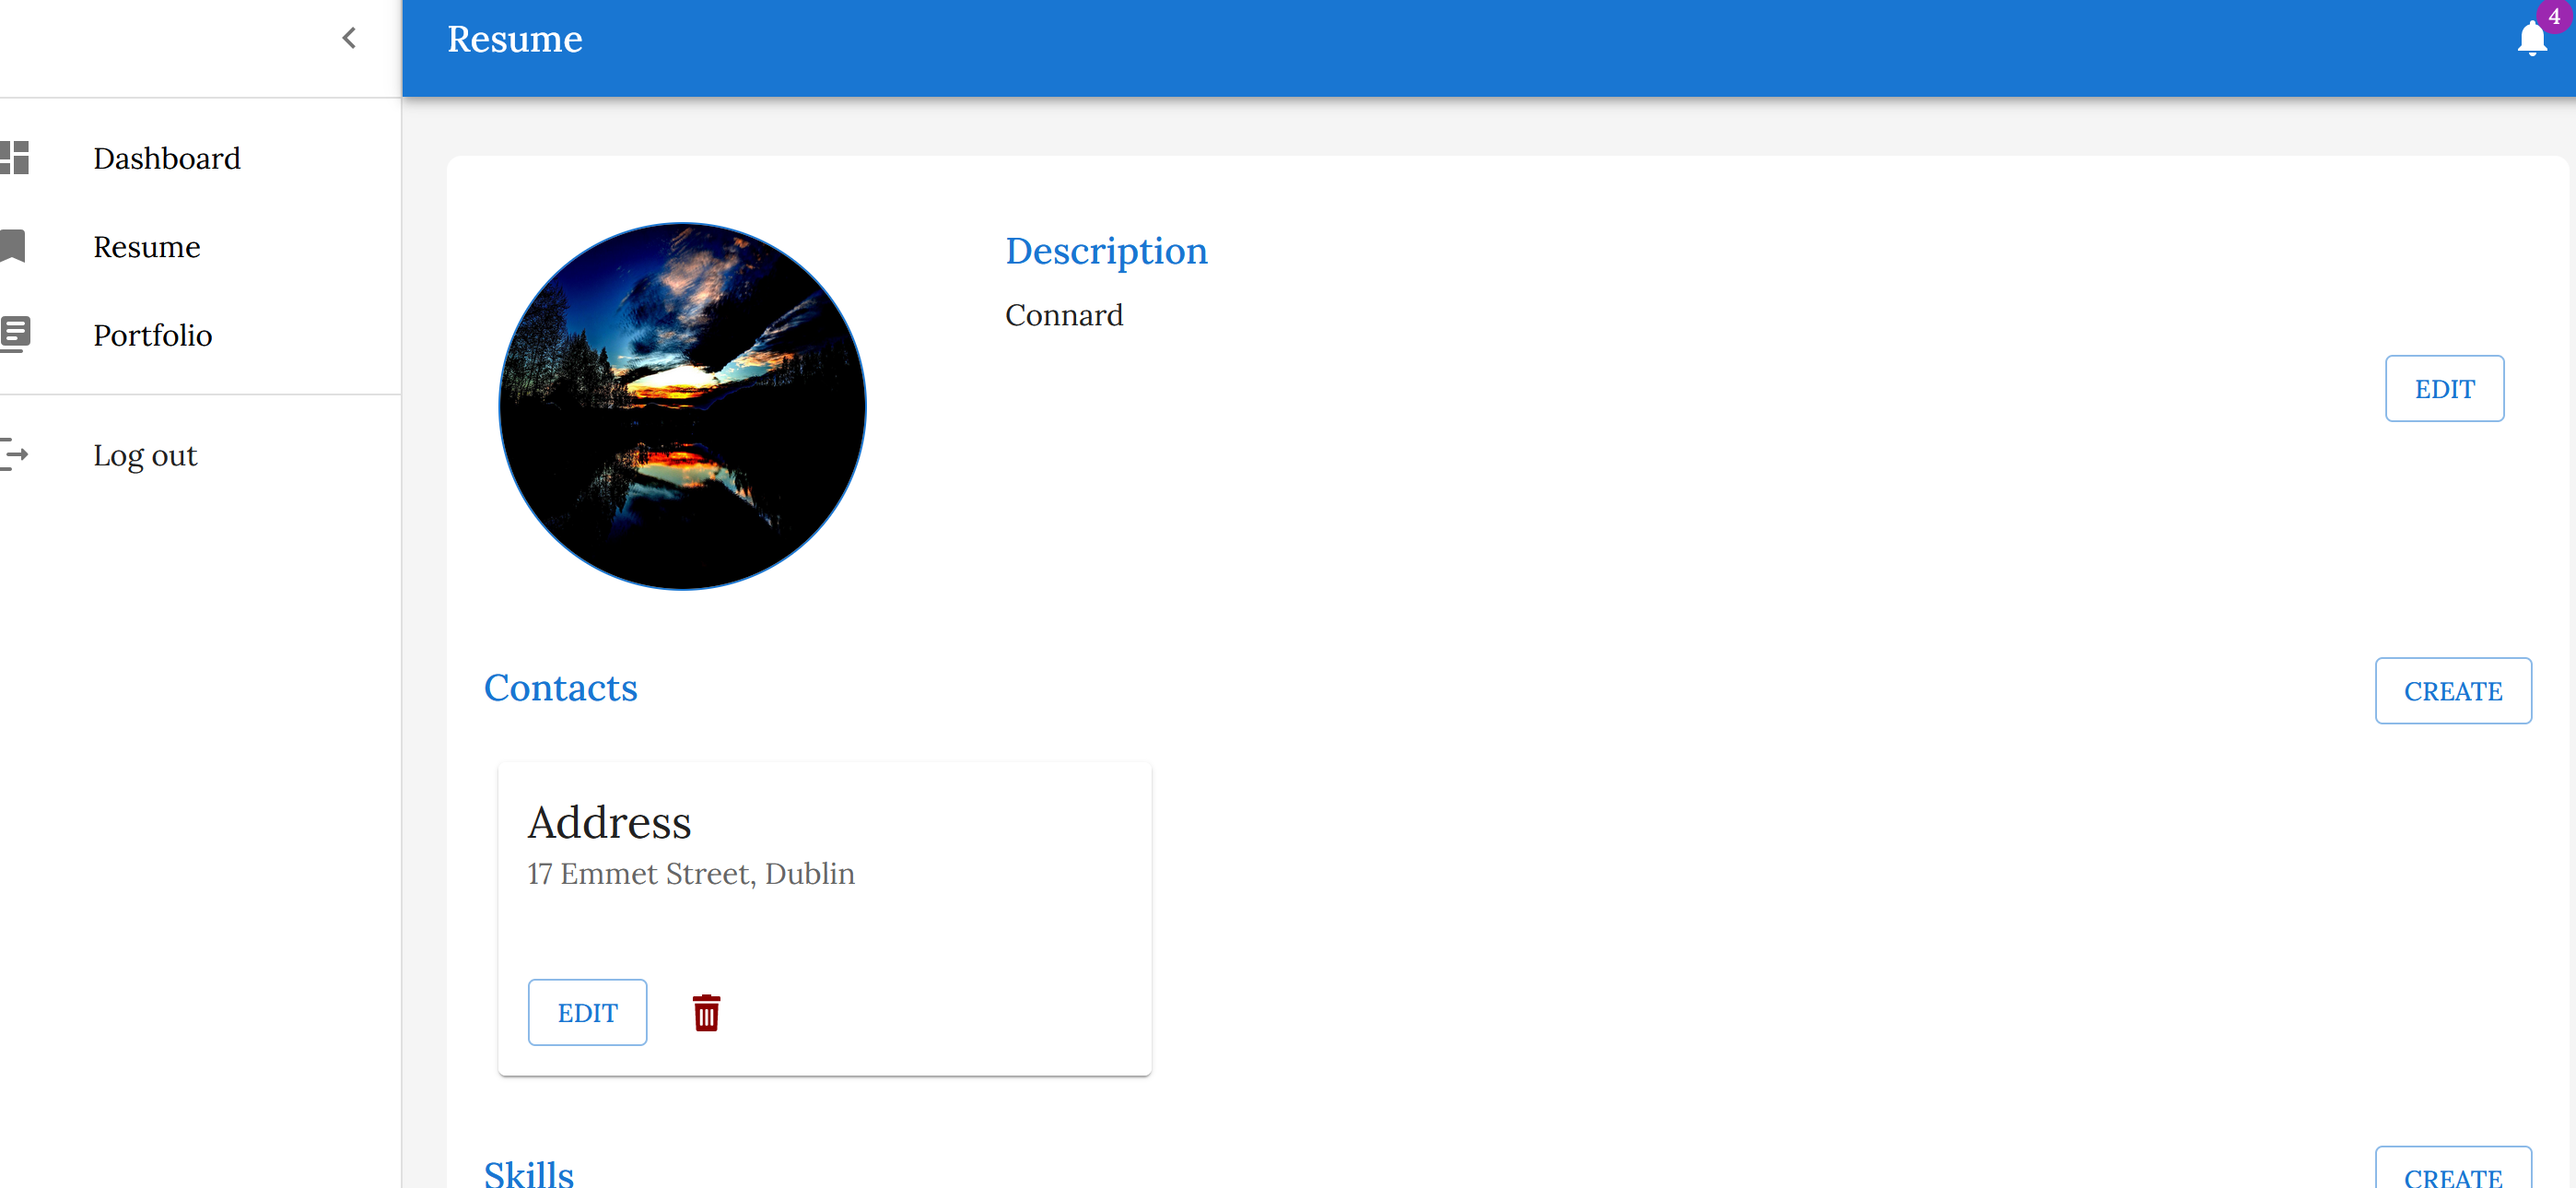 Resume
4
Dashboard
Resume
Portfolio
Log out
Description
Connard
EDIT
Contacts
CREATE
Address
17 Emmet Street, Dublin
EDIT
Skills
CREATE